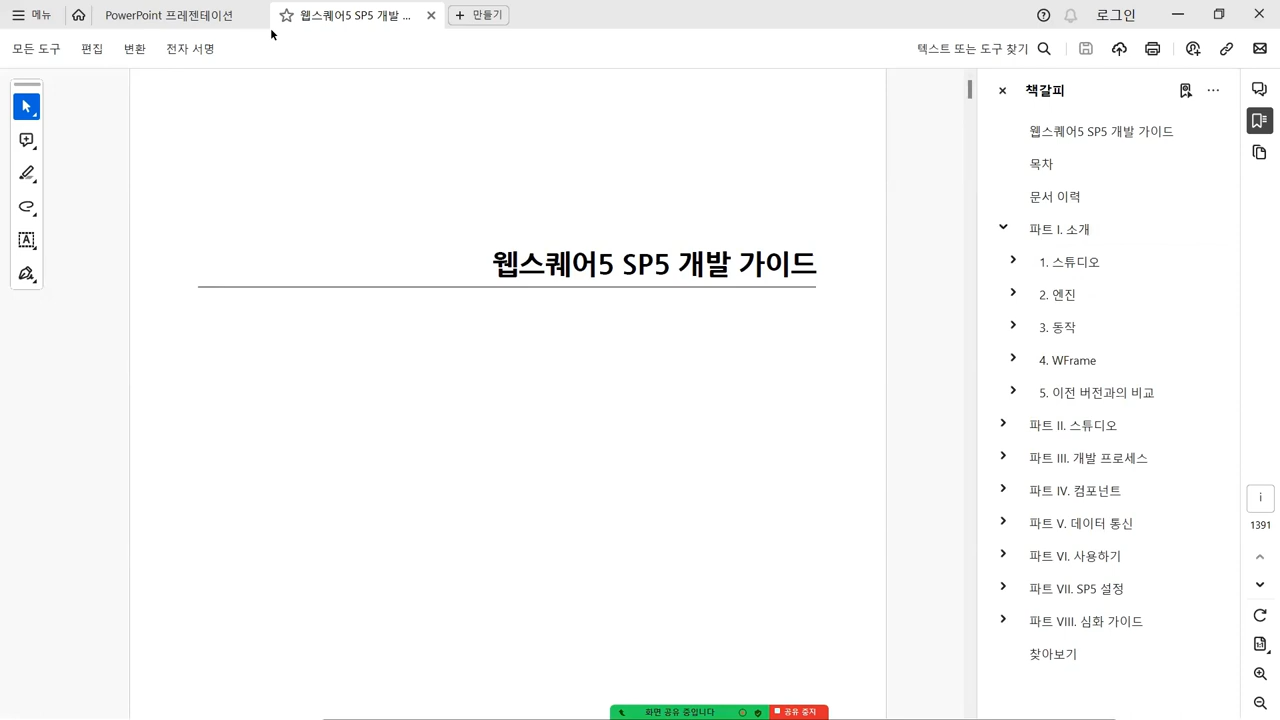 메뉴
PowerPoint 프레젠테이션
웹스퀘어5 SP5 개발 ...
만들기
로그인
모든 도구
편집
변환
전자 서명
텍스트 또는 도구 찾기
책갈피
웹스퀘어5 SP5 개발 가이드
웹스퀘어5 SP5 개발 가이드
목차
문서 이력
파트 I. 소개
1. 스튜디오
2. 엔진
3. 동작
4. WFrame
5. 이전 버전과의 비교
파트 II. 스튜디오
파트 III. 개발 프로세스
파트 IV. 컴포넌트
파트 V. 데이터 통신
파트 VI. 사용하기
파트 VII. SP5 설정
파트 VIII. 심화 가이드
찾아보기
i
1391
화면 공유 중입니다
공유 중지